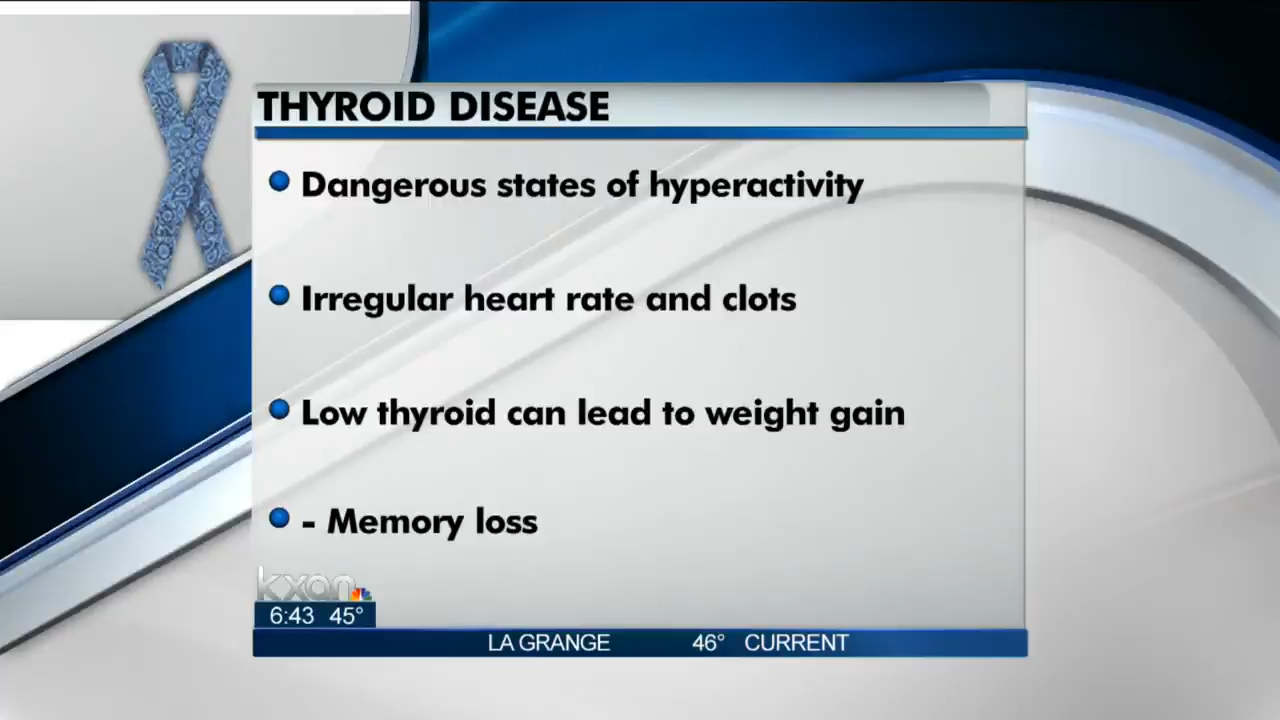 THYROID DISEASE
Dangerous states of hyperactivity
Irregular heart rate and clots
Low thyroid can lead to weight gain
- Memory loss
kxan
6:43 45°
LA GRANGE 46° CURRENT